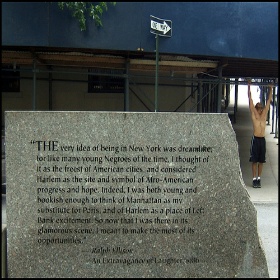 ONE WAY
"THE very idea of being in New York was dreamlike,
for like many young Negroes of the time, I thought of
it as the freest of American cities, and considered
Harlem as the site and symbol of Afro-American
progress and hope. Indeed, I was both young and
bookish enough to think of Manhattan as my
substitute for Paris, and of Harlem as a place of Left
Bank excitement. So now that I was there in its
glamorous scene, I meant to make the most of its
opportunities."
Ralph Ellison
An Extravagance of Laughter, 1986